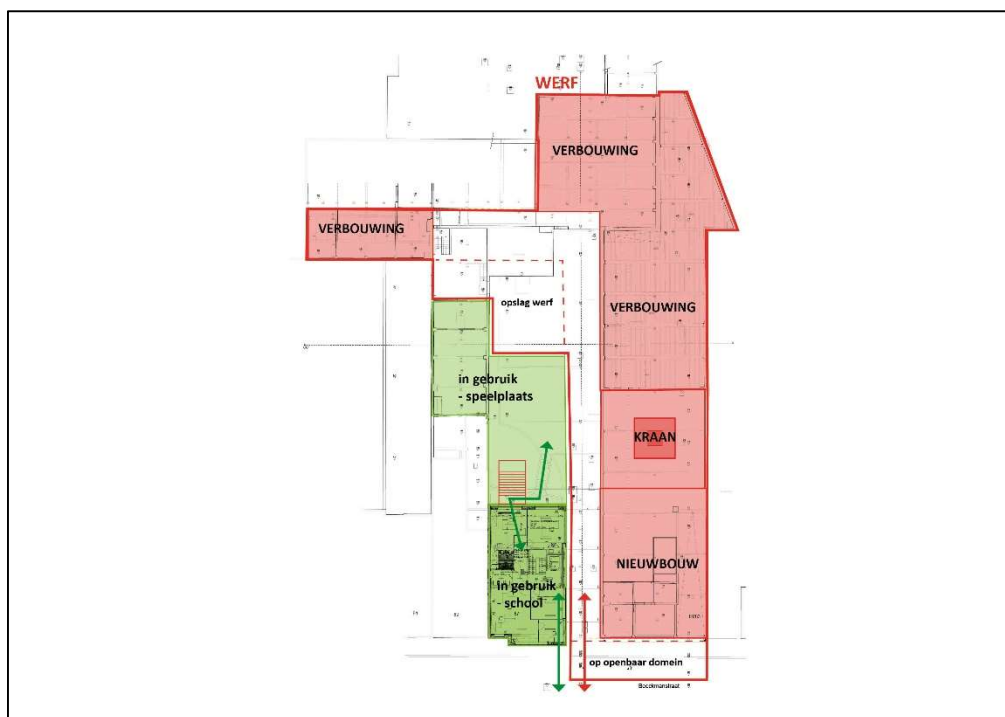 WERF
VERBOUWING
VERBOUWING
opslag werf
VERBOUWING
in gebruik
- speelplaats
KRAAN
NIEUWBOUW
in gebruik
- school
op openbaar domein